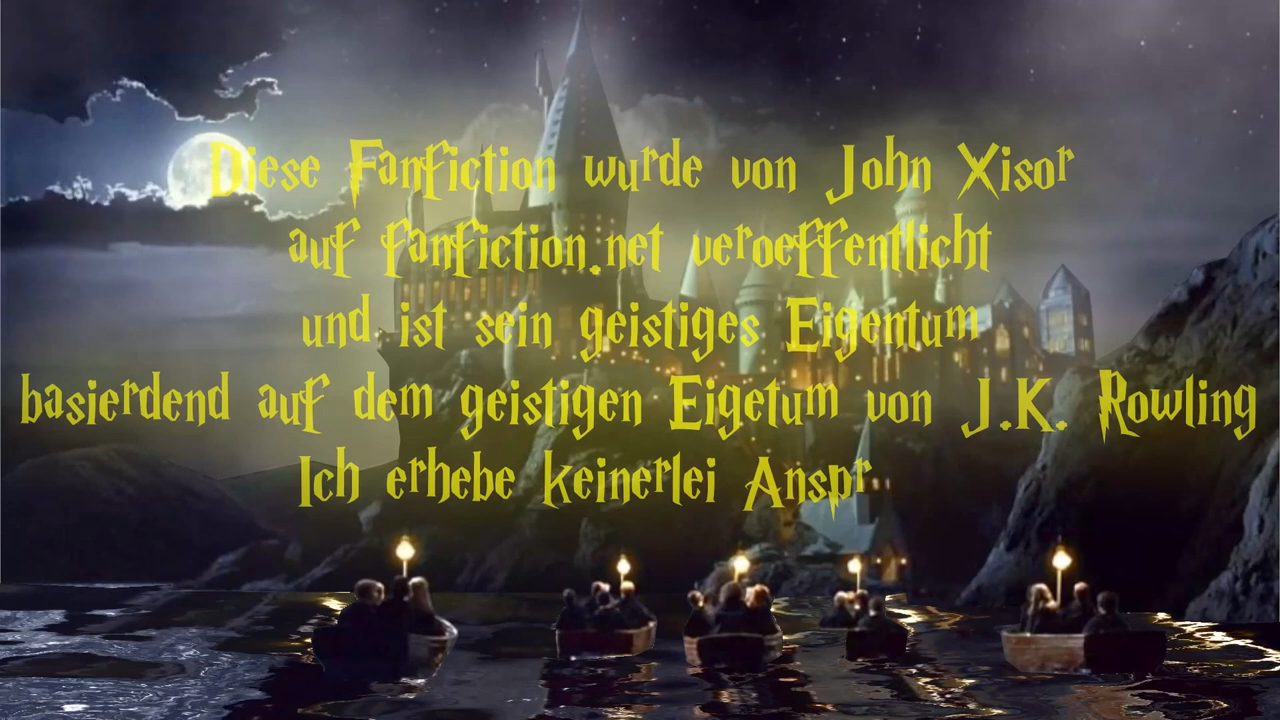 Diese Fanfiction wurde von John Xisor
auf fanfiction.net veroeffentlicht
und ist sein geistiges Eigentum
basierdend auf dem geistigen Eigetum von J.K. Rowling
Ich erhebe keinerlei Anspr